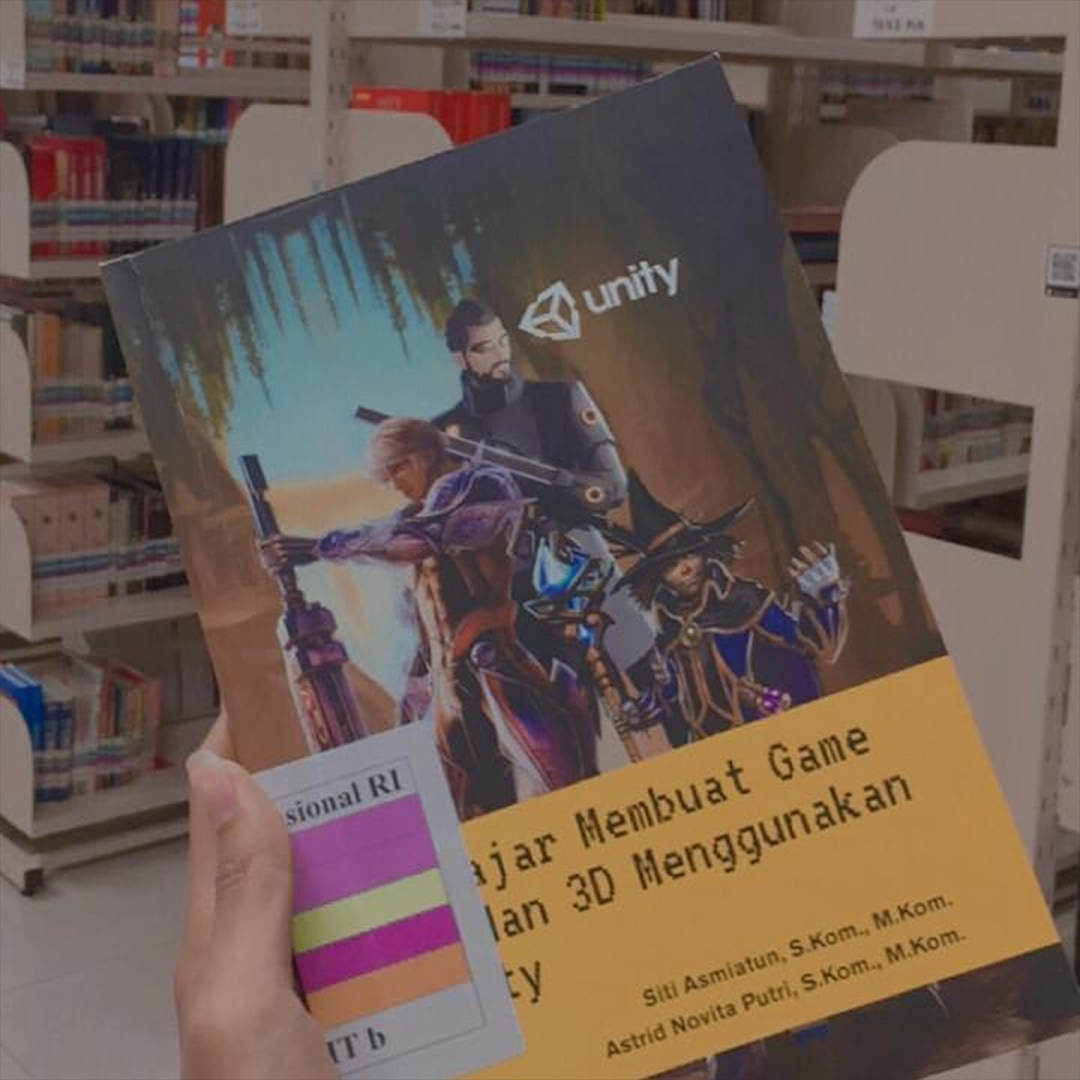 unity
ajar Membuat Game
dan 3D Menggunakan
ty
Siti Asmiatun, S.Kom., M.Kom.
Astrid Novita Putri, S.Kom., M.Kom.
sional RI
IT b